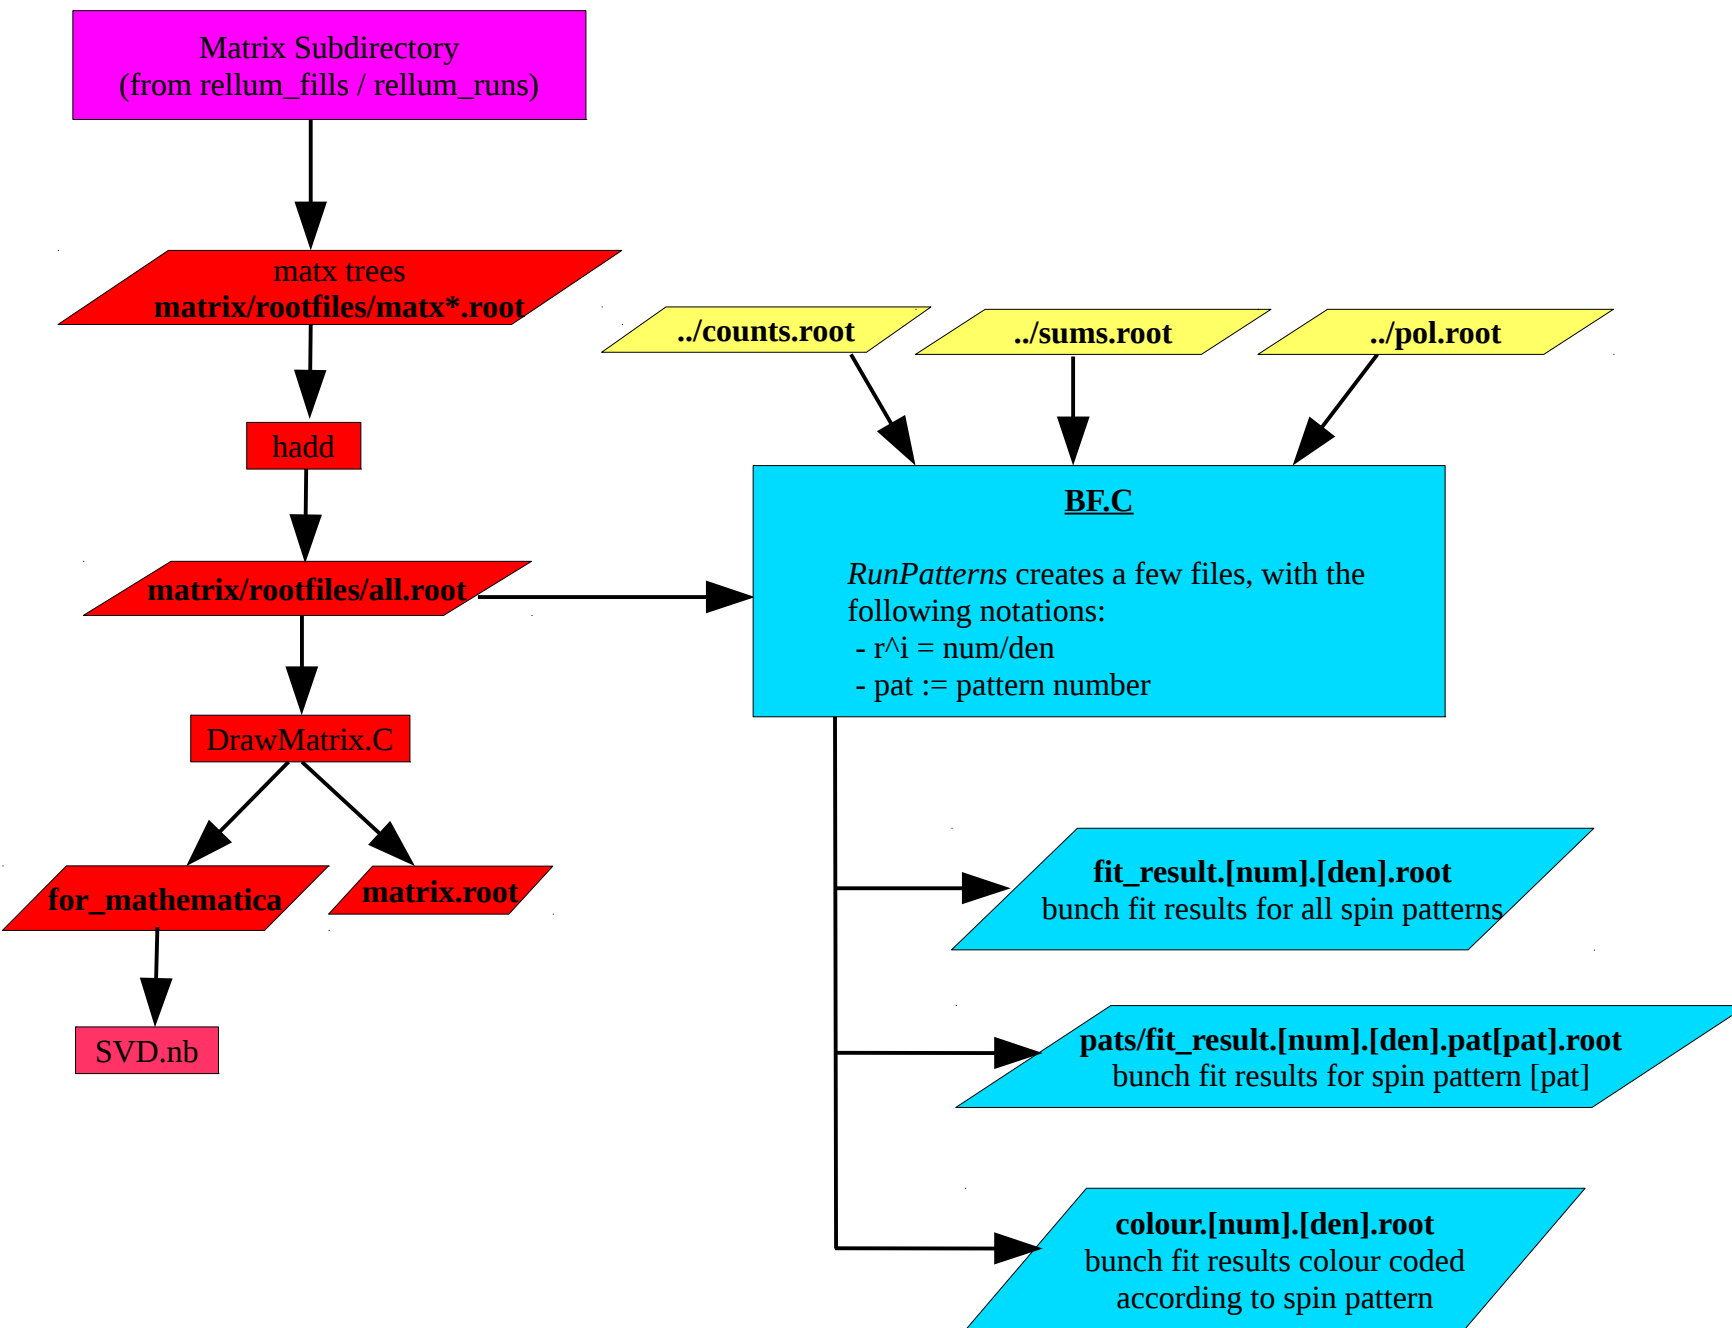 Matrix Subdirectory
(from rellum_fills / rellum_runs)
matx trees
matrix/rootfiles/matx*.root
../counts.root
../sums.root
../pol.root
hadd
BF.C
RunPatterns creates a few files, with the
following notations:
- r^i = num/den
- pat := pattern number
matrix/rootfiles/all.root
DrawMatrix.C
for_mathematica
matrix.root
SVD.nb
fit_result.[num].[den].root
bunch fit results for all spin patterns
pats/fit_result.[num].[den].pat[pat].root
bunch fit results for spin pattern [pat]
colour.[num].[den].root
bunch fit results colour coded
according to spin pattern